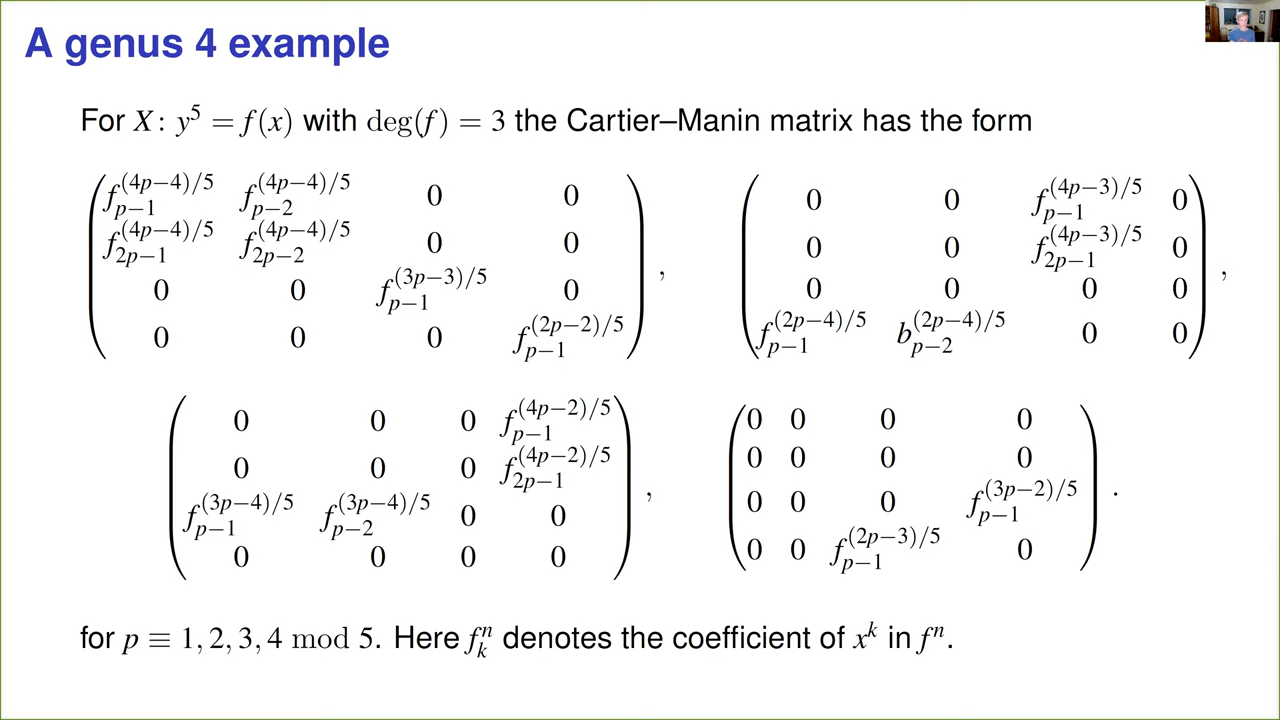 A genus 4 example
For X: y^5 = f(x) with deg(f) = 3 the Cartier–Manin matrix has the form
( f_{p−1}^{(4p−4)/5} f_{p−2}^{(4p−4)/5} 0 0
f_{2p−1}^{(4p−4)/5} f_{2p−2}^{(4p−4)/5} 0 0
0 0 f_{p−1}^{(3p−3)/5} 0
0 0 0 f_{p−1}^{(2p−2)/5} ) ,
( 0 0 f_{p−1}^{(4p−3)/5} 0
0 0 f_{2p−1}^{(4p−3)/5} 0
0 0 0 0
f_{p−1}^{(2p−4)/5} b_{p−2}^{(2p−4)/5} 0 0 ) ,
( 0 0 0 f_{p−1}^{(4p−2)/5}
0 0 0 f_{2p−1}^{(4p−2)/5}
f_{p−1}^{(3p−4)/5} f_{p−2}^{(3p−4)/5} 0 0
0 0 0 0 ) ,
( 0 0 0 0
0 0 0 0
0 0 0 f_{p−1}^{(3p−2)/5}
0 0 f_{p−1}^{(2p−3)/5} 0 ) .
for p ≡ 1, 2, 3, 4 mod 5. Here f_k^n denotes the coefficient of x^k in f^n.